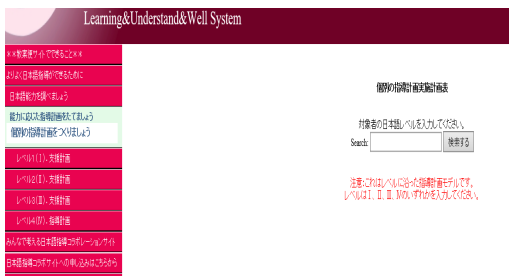 Learning&Understand&Well System
**教案便サイトでできること**
よりよく日本語指導ができるために
日本語能力を調べましょう
能力に応じた指導計画をたてましょう
個別の指導計画をつくりましょう
レベル1(Ⅰ)、支援計画
レベル2(Ⅱ)、支援計画
レベル3(Ⅲ)、支援計画
レベル4(Ⅳ)、指導計画
みんなで考える日本語指導コラボレーションサイト
日本語指導コラボサイトへの申し込みはこちらから
個別の指導計画実施計画表
対象者の日本語レベルを入力してください。
Search:
検索する
注意:これはレベルに沿った指導計画モデルです。
レベルはⅠ、Ⅱ、Ⅲ、Ⅳのいずれかを入力してください。